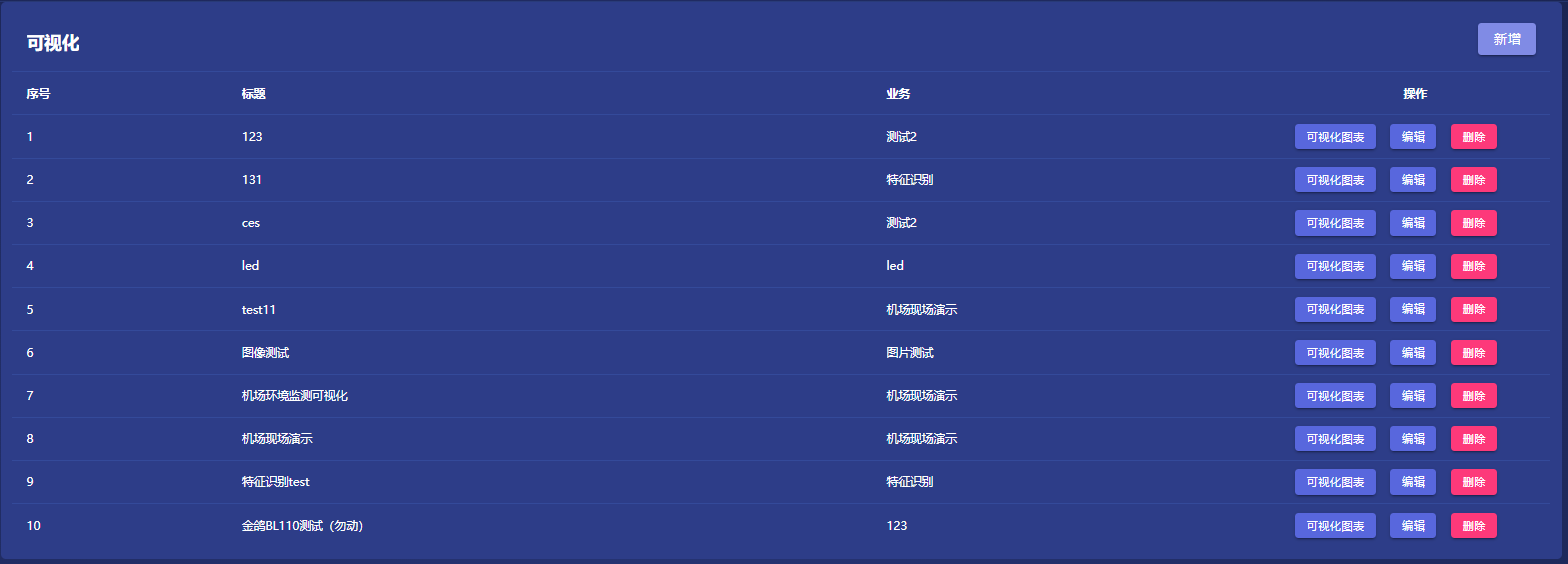 可视化 新增
序号 标题 业务 操作
1 123 测试2 可视化图表 编辑 删除
2 131 特征识别 可视化图表 编辑 删除
3 ces 测试2 可视化图表 编辑 删除
4 led led 可视化图表 编辑 删除
5 test11 机场现场演示 可视化图表 编辑 删除
6 图像测试 图片测试 可视化图表 编辑 删除
7 机场环境监测可视化 机场现场演示 可视化图表 编辑 删除
8 机场现场演示 机场现场演示 可视化图表 编辑 删除
9 特征识别test 特征识别 可视化图表 编辑 删除
10 金鸽BL110测试（勿动） 123 可视化图表 编辑 删除